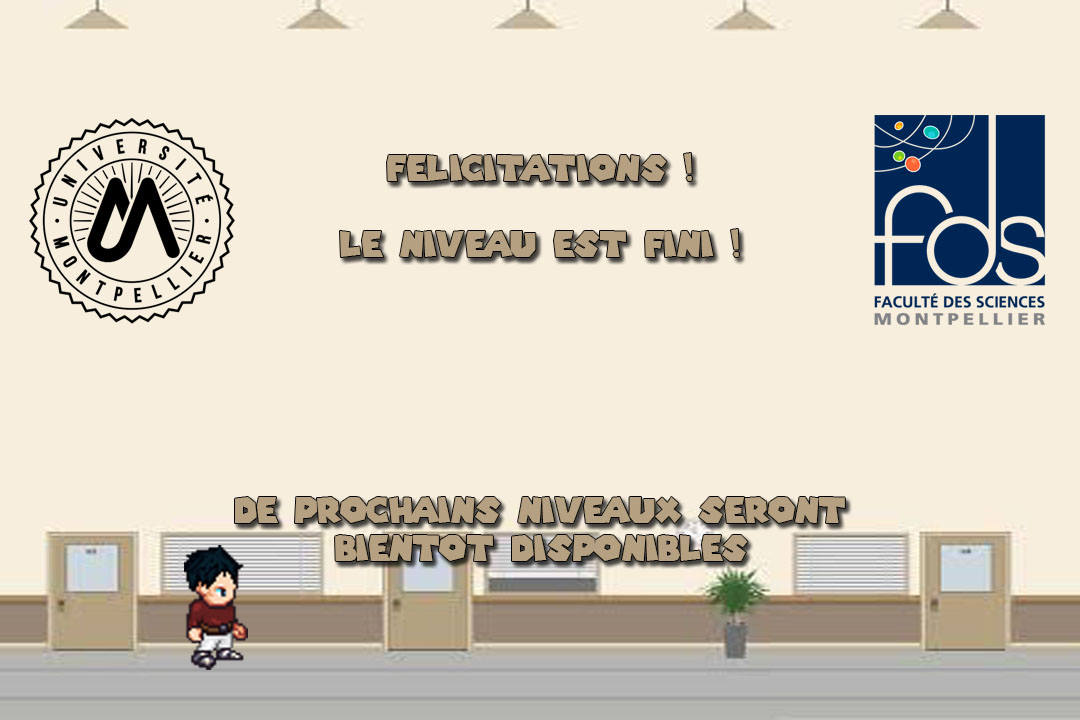 UNIVERSITÉ
MONTPELLIER
FELICITATIONS !
LE NIVEAU EST FINI !
fds
FACULTÉ DES SCIENCES
MONTPELLIER
DE PROCHAINS NIVEAUX SERONT
BIENTOT DISPONIBLES